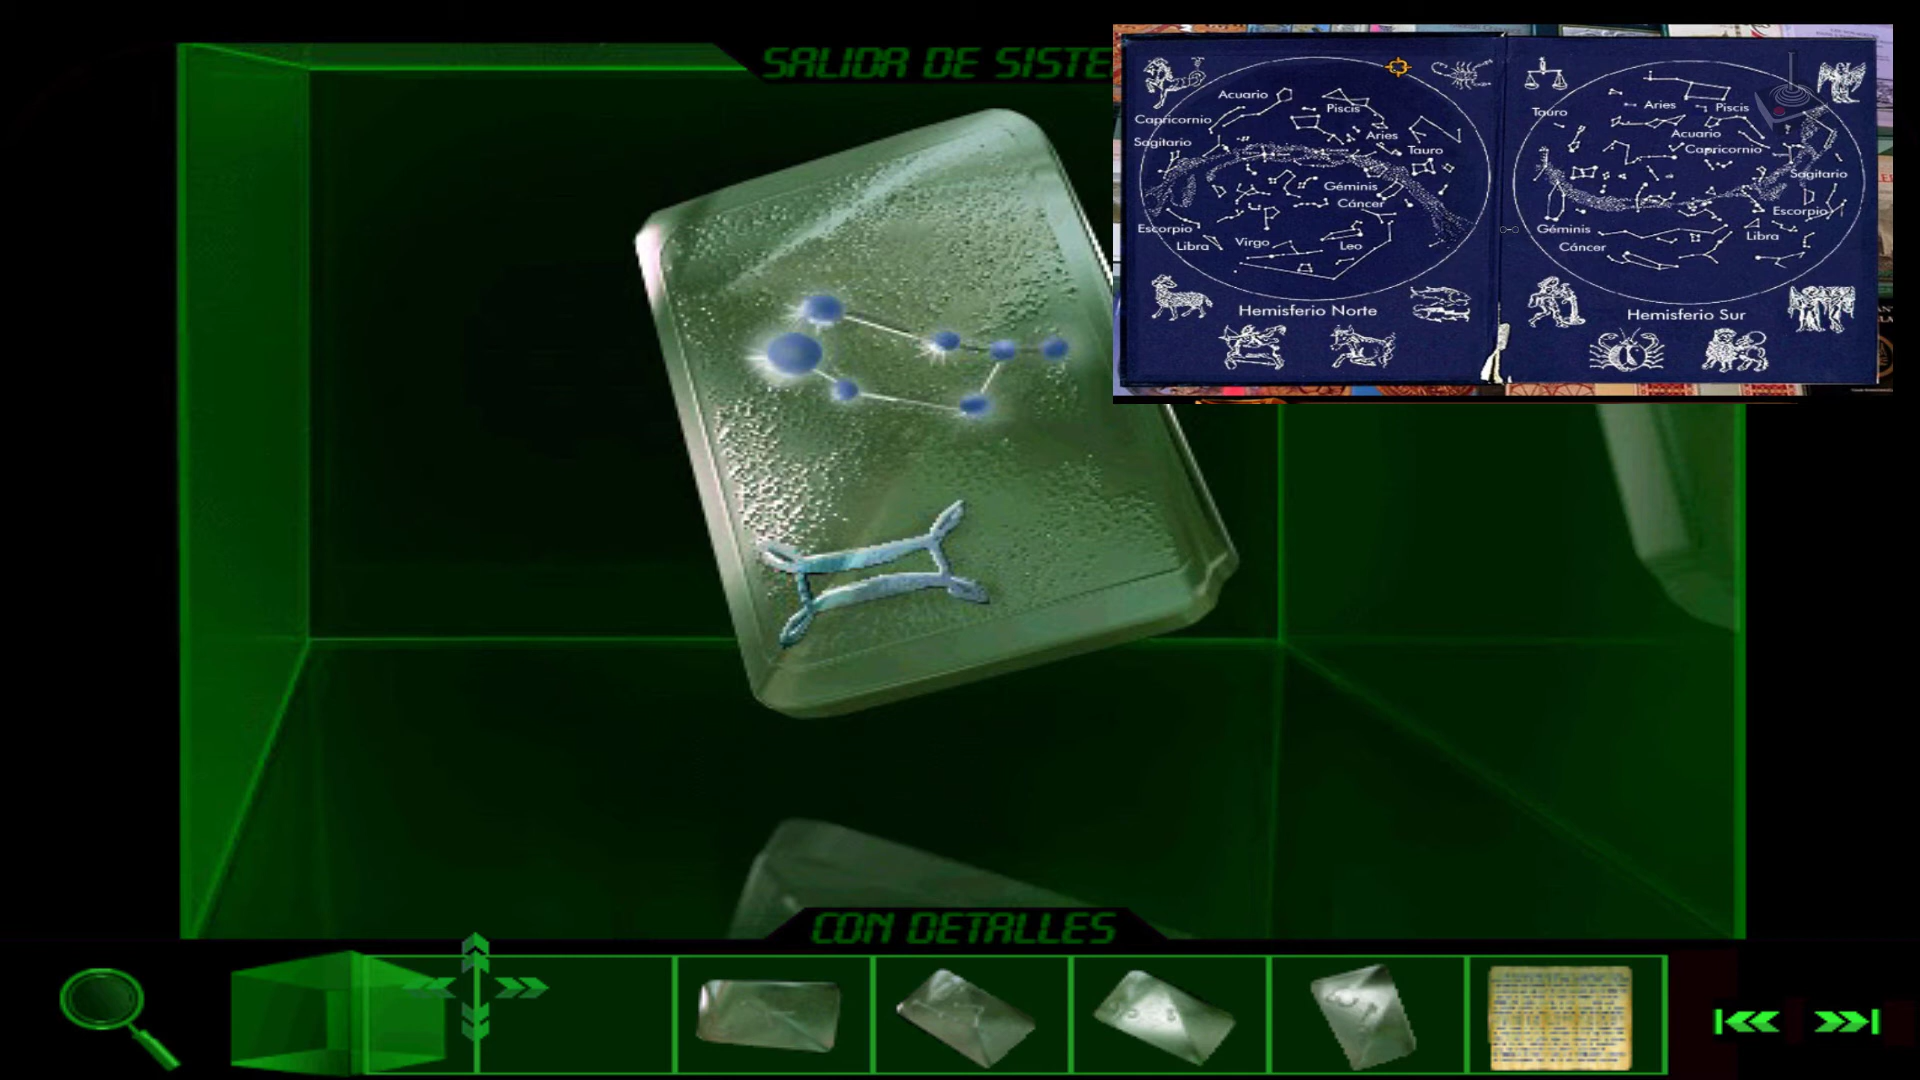 SALIDA DE SISTE
Acuario
Piscis
Capricornio
Aries
Sagitario
Tauro
Géminis
Cáncer
Escorpio
Libra
Virgo
Leo
Hemisferio Norte
Tauro
Aries
Piscis
Acuario
Capricornio
Sagitario
Escorpio
Géminis
Libra
Cáncer
Hemisferio Sur
CON DETALLES